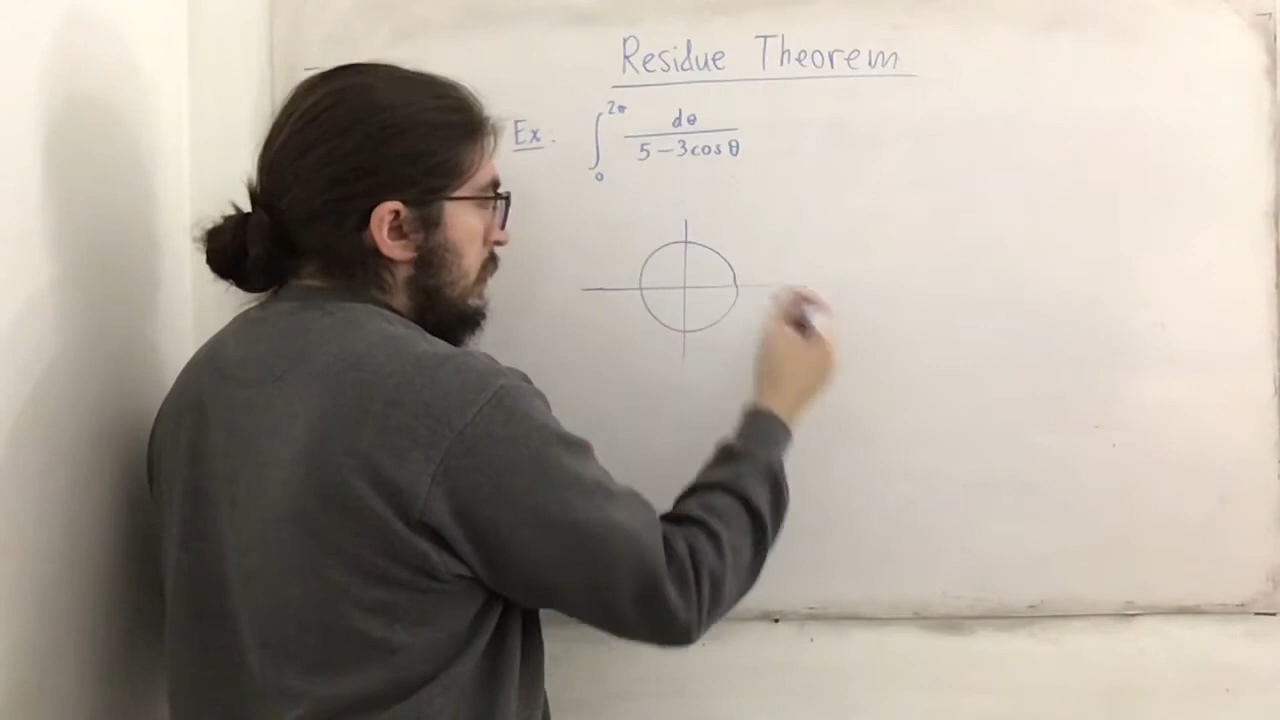 Residue Theorem
Ex. ∫₀^{2π} dθ / (5 − 3cos θ)